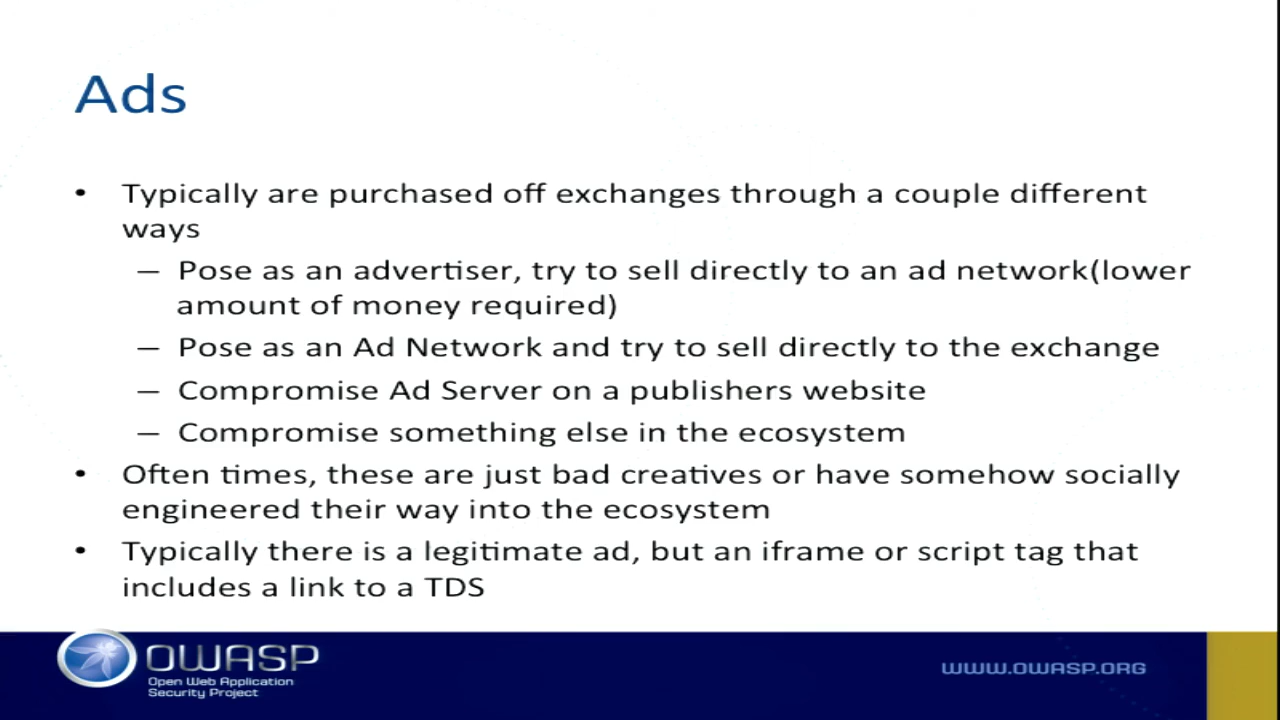 Ads
• Typically are purchased off exchanges through a couple different
ways
– Pose as an advertiser, try to sell directly to an ad network(lower
amount of money required)
– Pose as an Ad Network and try to sell directly to the exchange
– Compromise Ad Server on a publishers website
– Compromise something else in the ecosystem
• Often times, these are just bad creatives or have somehow socially
engineered their way into the ecosystem
• Typically there is a legitimate ad, but an iframe or script tag that
includes a link to a TDS
OWASP
Open Web Application
Security Project
WWW.OWASP.ORG